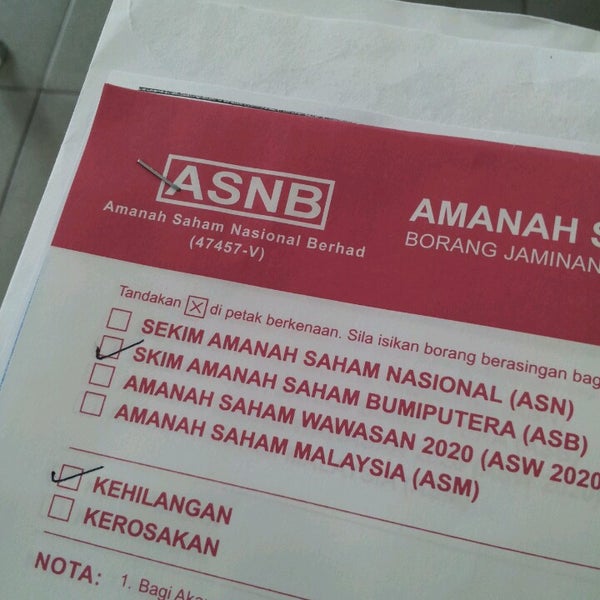 ASNB
Amanah Saham Nasional Berhad
(47457-V)
AMANAH
BORANG JAMINAN
Tandakan ☒ di petak berkenaan. Sila isikan borang berasingan bag
SEKIM AMANAH SAHAM NASIONAL (ASN)
SKIM AMANAH SAHAM BUMIPUTERA (ASB)
AMANAH SAHAM WAWASAN 2020 (ASW 2020
AMANAH SAHAM MALAYSIA (ASM)
KEHILANGAN
KEROSAKAN
NOTA: 1. Bagi